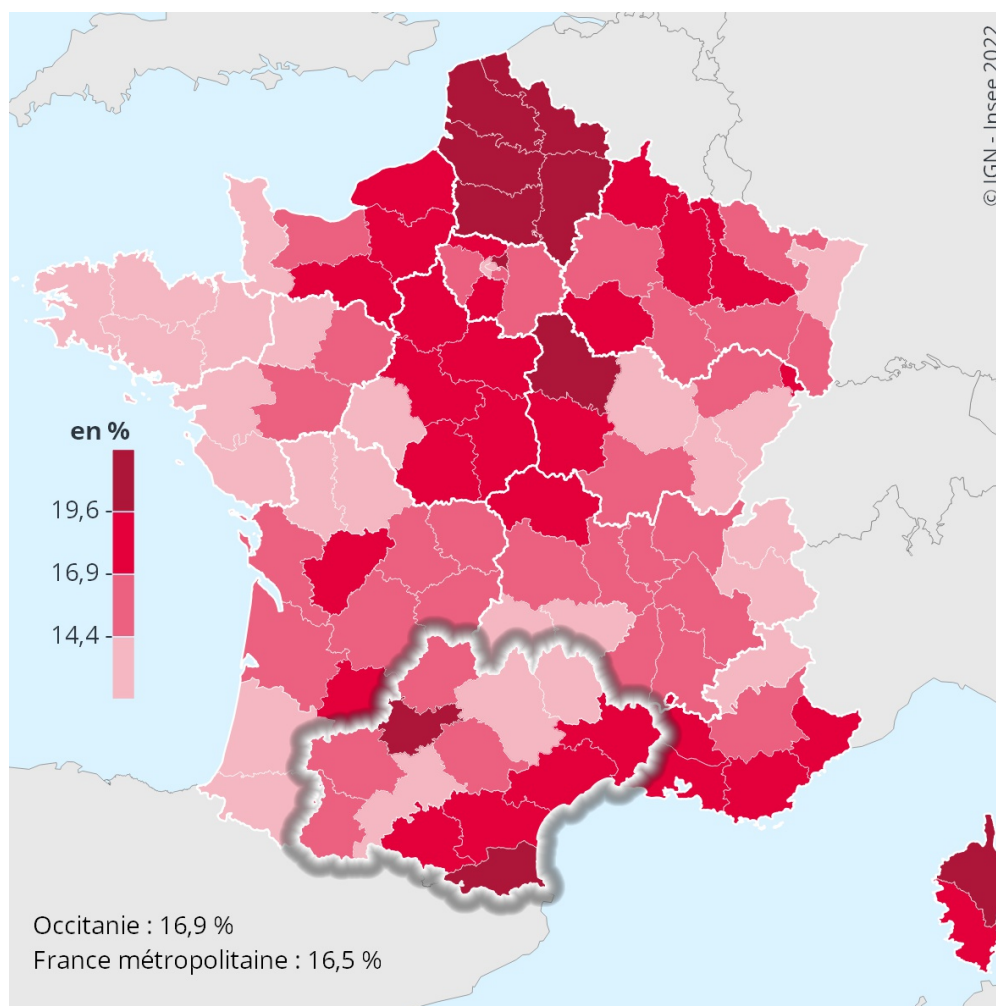 © IGN - Insee 2022
en %
19,6
16,9
14,4
Occitanie : 16,9 %
France métropolitaine : 16,5 %